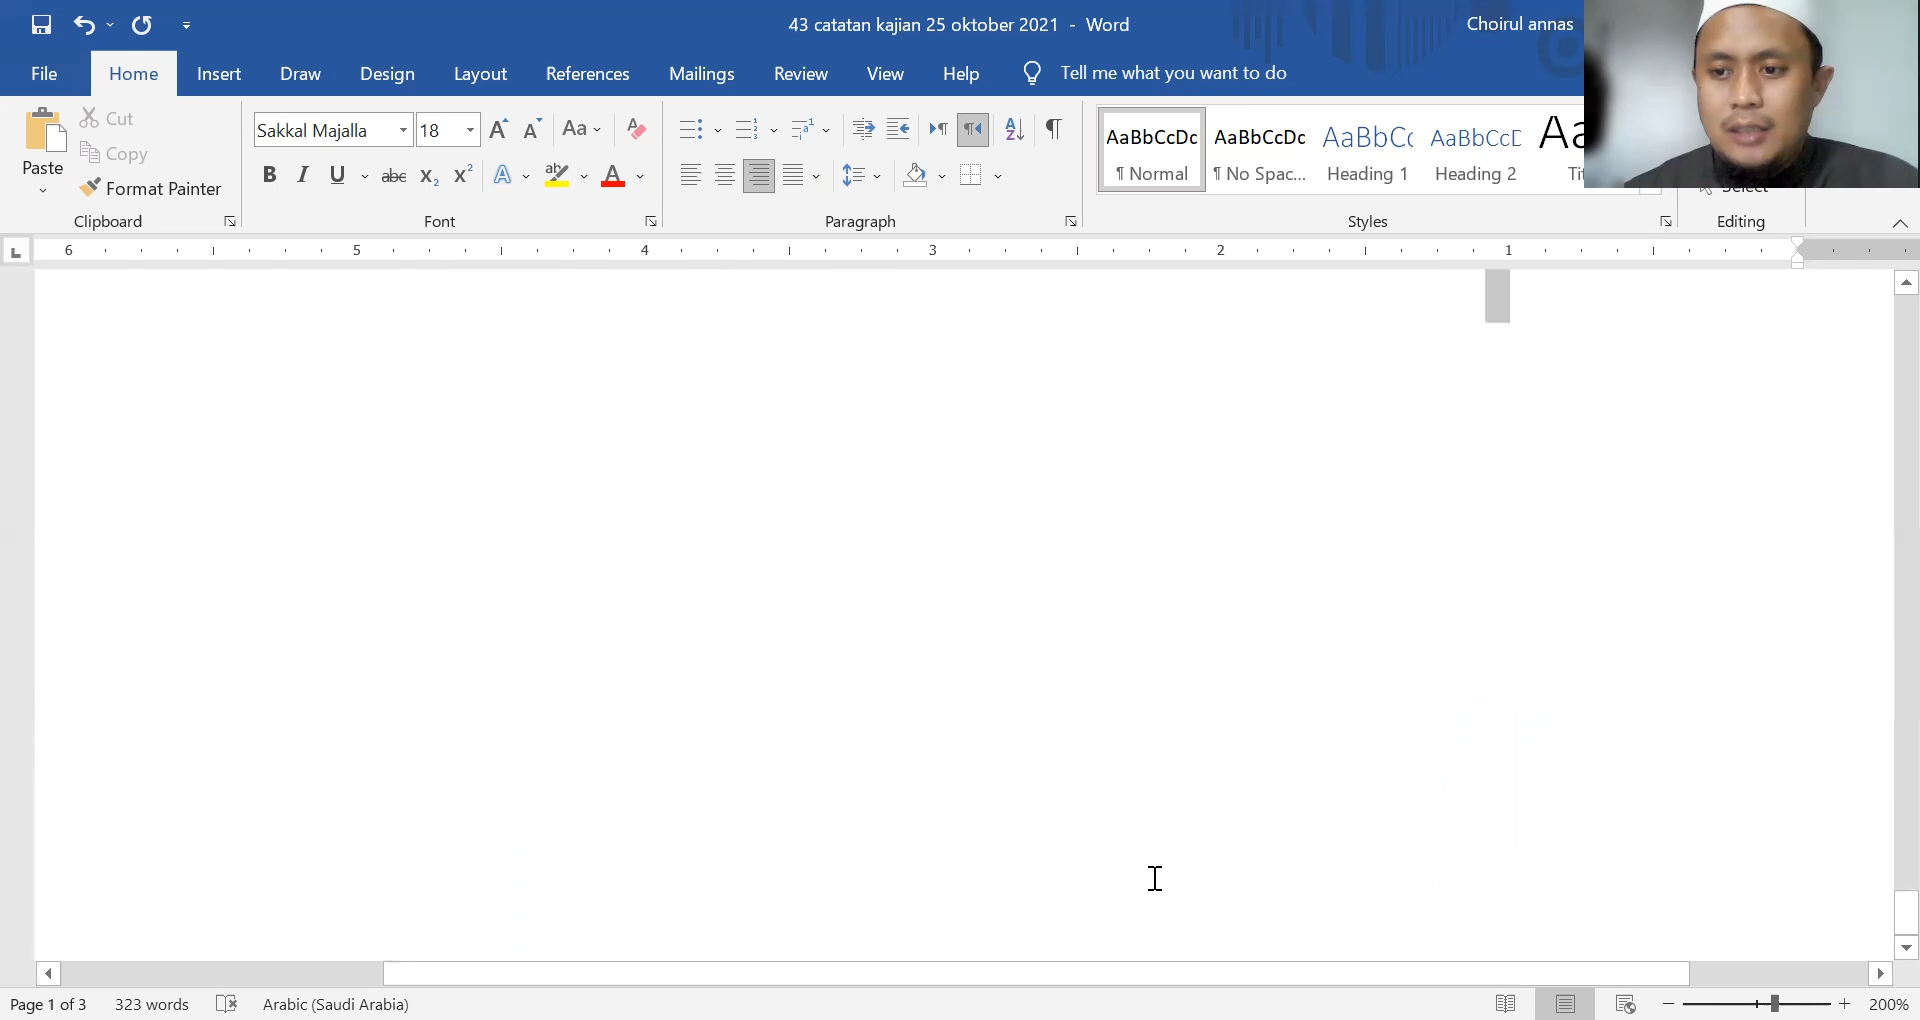 43 catatan kajian 25 oktober 2021 - Word
Choirul annas
File Home Insert Draw Design Layout References Mailings Review View Help Tell me what you want to do
Cut
Copy
Paste
Format Painter
Clipboard
Sakkal Majalla 18
Font
Paragraph
AaBbCcDc AaBbCcDc AaBbCc AaBbCcD Aa
¶ Normal ¶ No Spac... Heading 1 Heading 2
Styles
Select
Editing
6 5 4 3 2 1
Page 1 of 3 323 words Arabic (Saudi Arabia) 200%